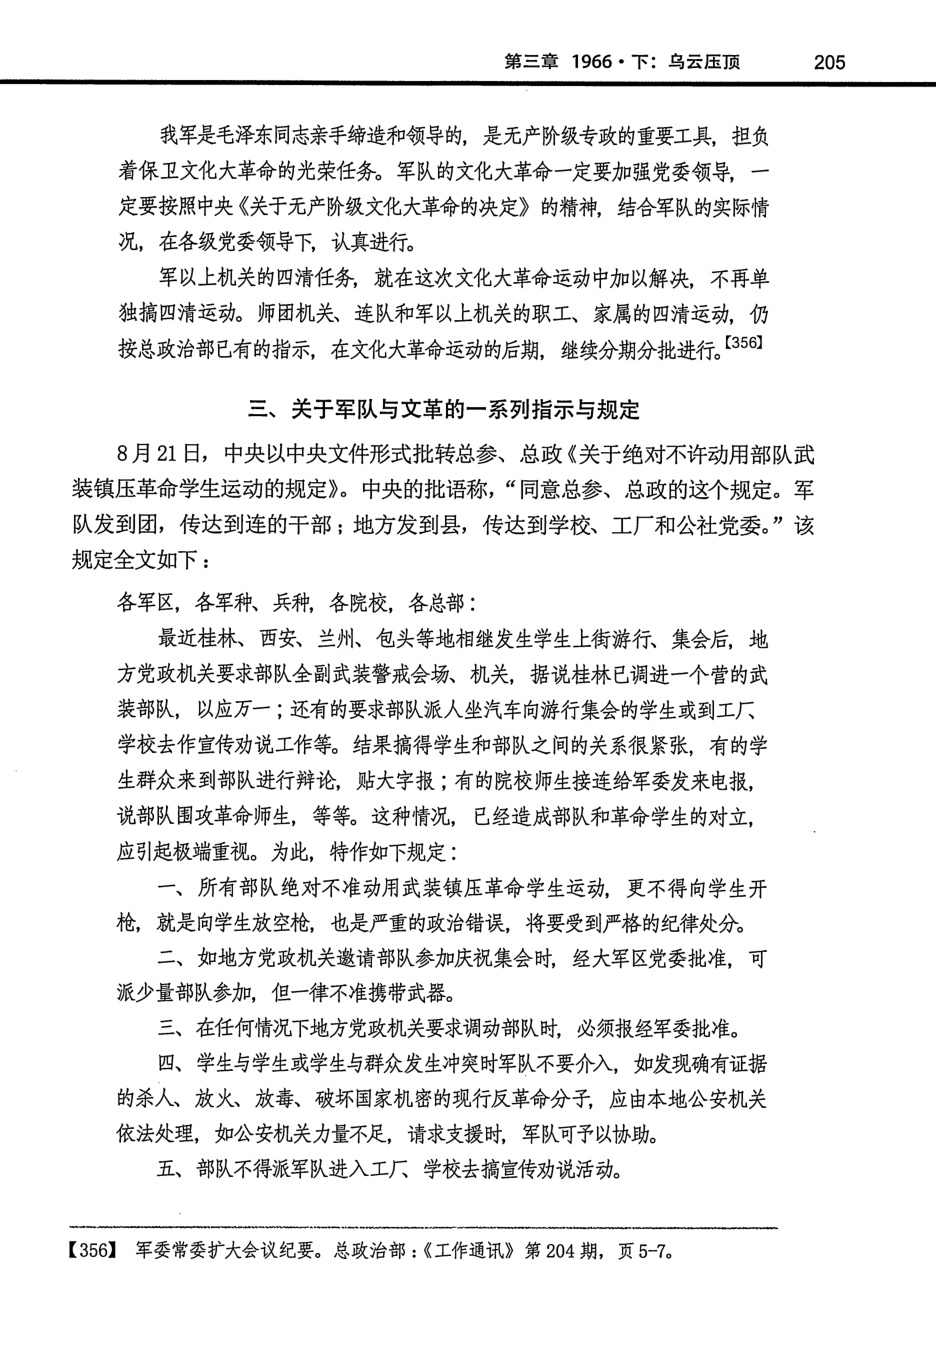 第三章 1966·下：乌云压顶 205
我军是毛泽东同志亲手缔造和领导的，是无产阶级专政的重要工具，担负
着保卫文化大革命的光荣任务。军队的文化大革命一定要加强党委领导，一
定要按照中央《关于无产阶级文化大革命的决定》的精神，结合军队的实际情
况，在各级党委领导下，认真进行。
军以上机关的四清任务，就在这次文化大革命运动中加以解决，不再单
独搞四清运动。师团机关、连队和军以上机关的职工、家属的四清运动，仍
按总政治部已有的指示，在文化大革命运动的后期，继续分期分批进行。【356】
三、关于军队与文革的一系列指示与规定
8月21日，中央以中央文件形式批转总参、总政《关于绝对不许动用部队武
装镇压革命学生运动的规定》。中央的批语称，“同意总参、总政的这个规定。军
队发到团，传达到连的干部；地方发到县，传达到学校、工厂和公社党委。”该
规定全文如下：
各军区，各军种、兵种，各院校，各总部：
最近桂林、西安、兰州、包头等地相继发生学生上街游行、集会后，地
方党政机关要求部队全副武装警戒会场、机关，据说桂林已调进一个营的武
装部队，以应万一；还有的要求部队派人坐汽车向游行集会的学生或到工厂、
学校去作宣传劝说工作等。结果搞得学生和部队之间的关系很紧张，有的学
生群众来到部队进行辩论，贴大字报；有的院校师生接连给军委发来电报，
说部队围攻革命师生，等等。这种情况，已经造成部队和革命学生的对立，
应引起极端重视。为此，特作如下规定：
一、所有部队绝对不准动用武装镇压革命学生运动，更不得向学生开
枪，就是向学生放空枪，也是严重的政治错误，将要受到严格的纪律处分。
二、如地方党政机关邀请部队参加庆祝集会时，经大军区党委批准，可
派少量部队参加，但一律不准携带武器。
三、在任何情况下地方党政机关要求调动部队时，必须报经军委批准。
四、学生与学生或学生与群众发生冲突时军队不要介入，如发现确有证据
的杀人、放火、放毒、破坏国家机密的现行反革命分子，应由本地公安机关
依法处理，如公安机关力量不足，请求支援时，军队可予以协助。
五、部队不得派军队进入工厂、学校去搞宣传劝说活动。
【356】 军委常委扩大会议纪要。总政治部：《工作通讯》第204期，页5-7。